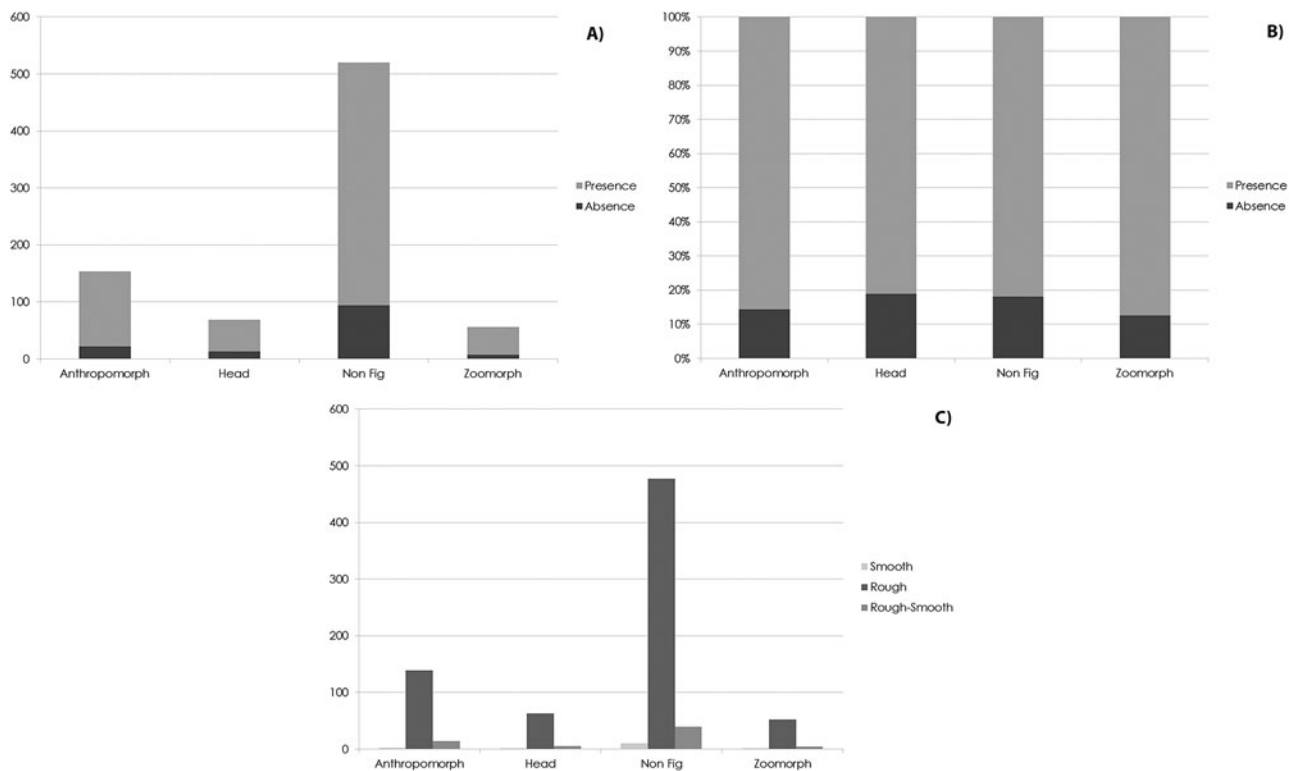 A)
600
500
400
300
200
100
0
Anthropomorph Head Non Fig Zoomorph
Presence
Absence
B)
100%
90%
80%
70%
60%
50%
40%
30%
20%
10%
0%
Anthropomorph Head Non Fig Zoomorph
Presence
Absence
C)
600
500
400
300
200
100
0
Anthropomorph Head Non Fig Zoomorph
Smooth
Rough
Rough-Smooth